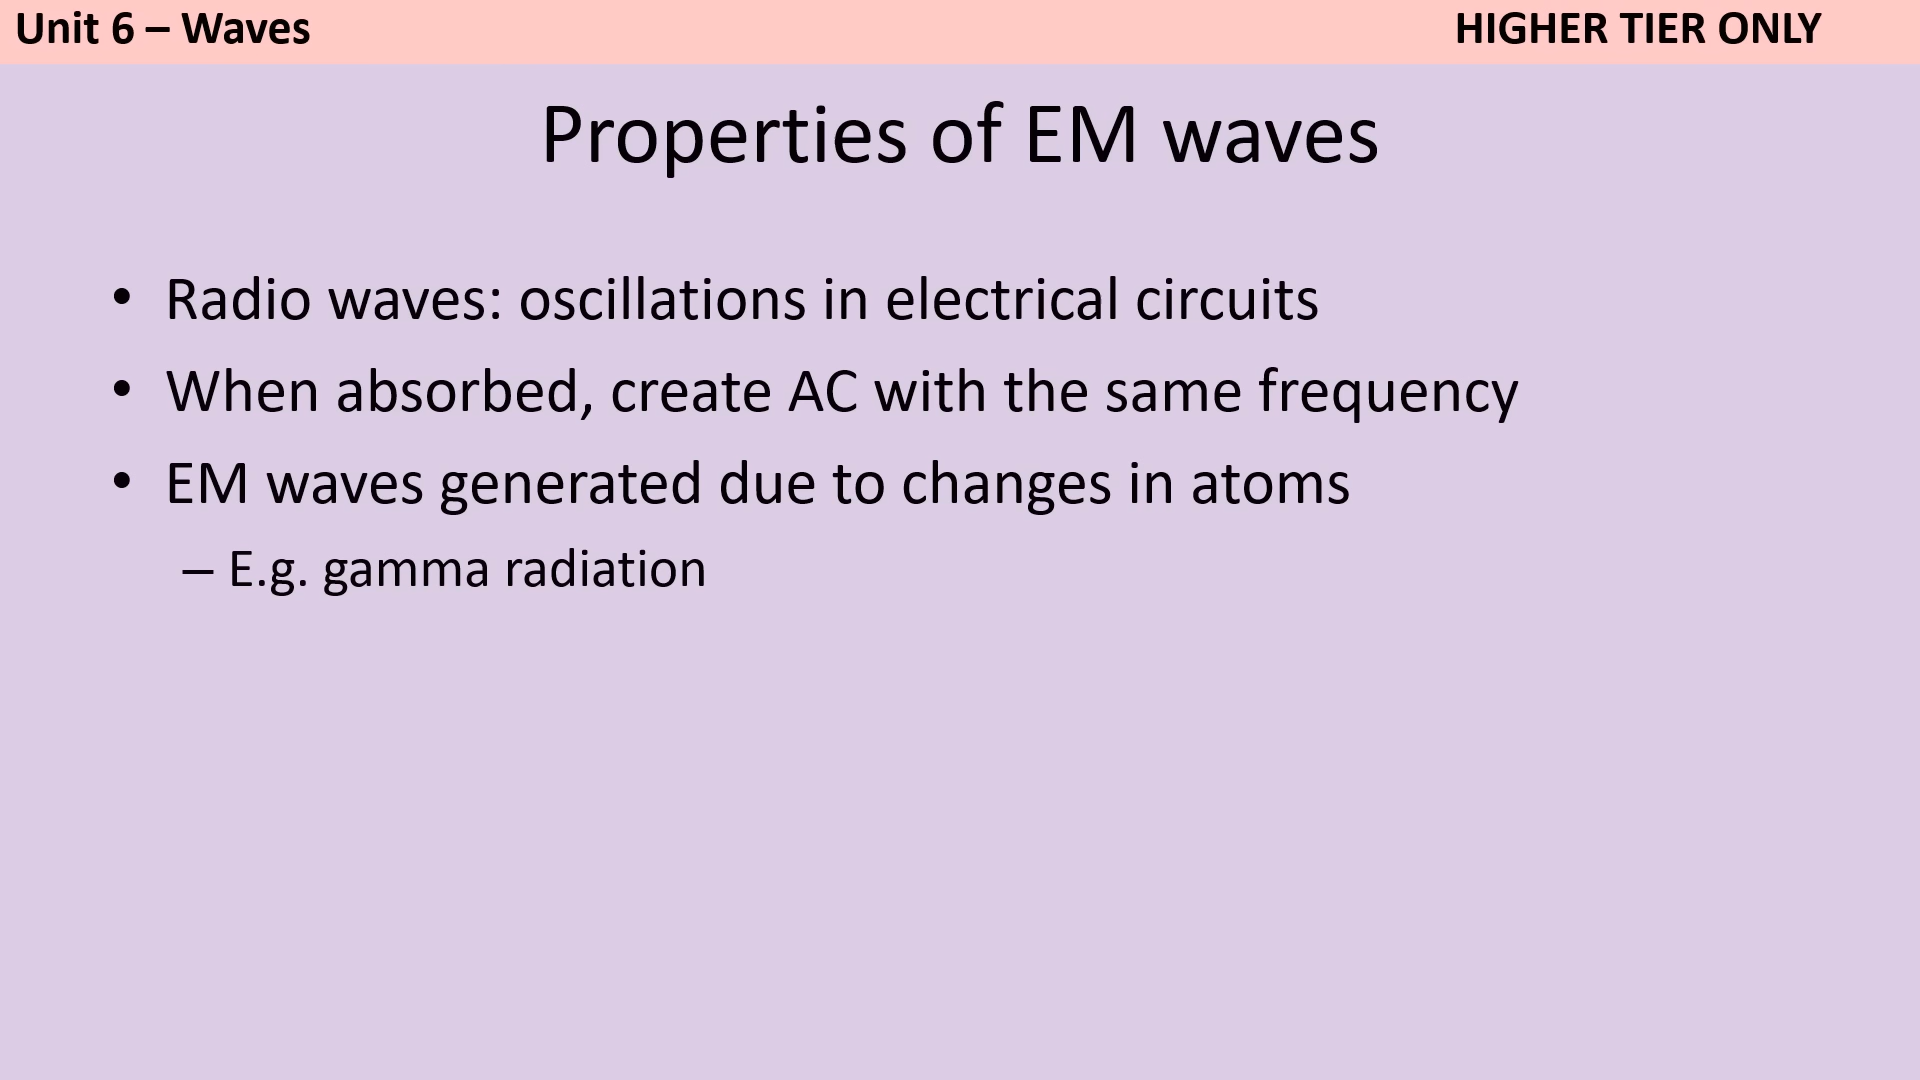 Unit 6 – Waves
HIGHER TIER ONLY
Properties of EM waves
• Radio waves: oscillations in electrical circuits
• When absorbed, create AC with the same frequency
• EM waves generated due to changes in atoms
– E.g. gamma radiation